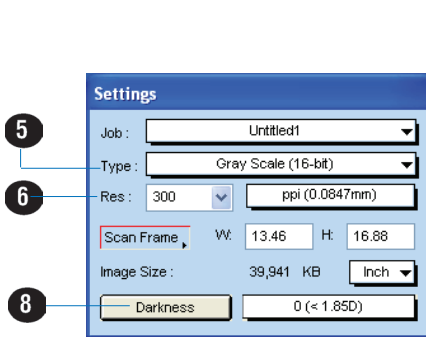 Settings
Job : Untitled1
5
Type : Gray Scale (16-bit)
6 Res : 300 ppi (0.0847mm)
Scan Frame W: 13.46 H: 16.88
Image Size : 39,941 KB Inch
8 Darkness 0 (< 1.85D)